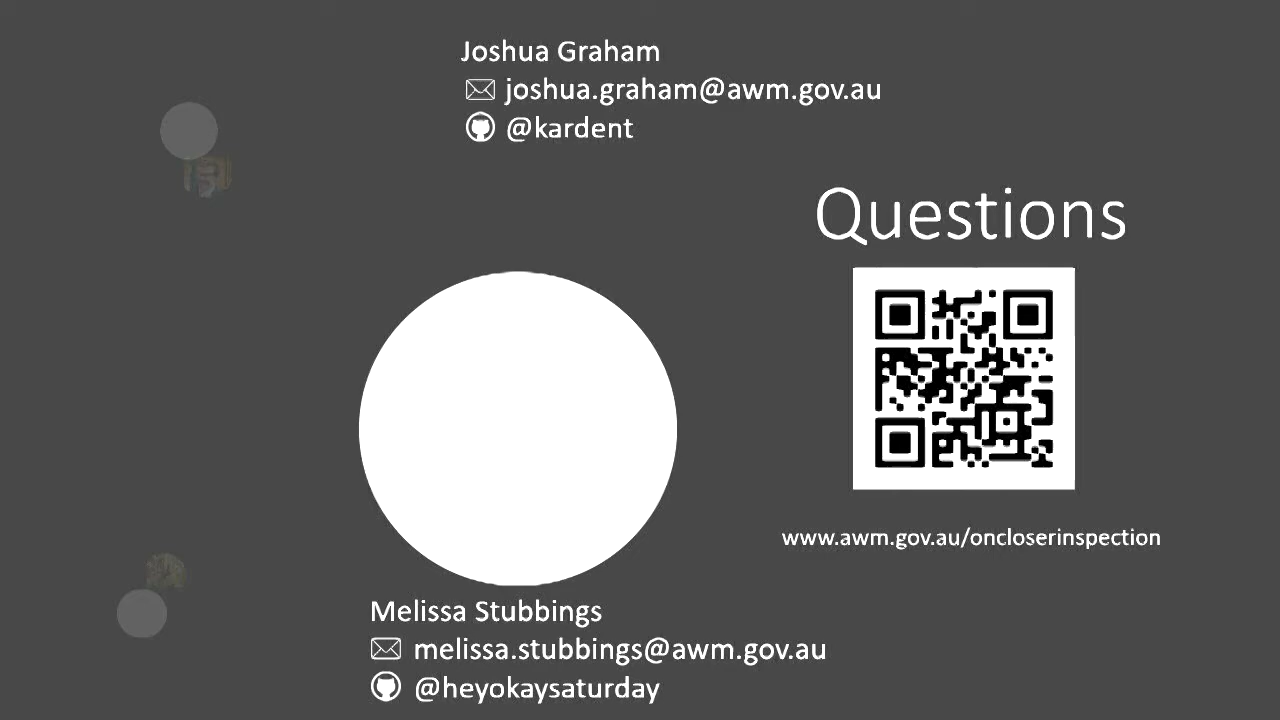 Joshua Graham
joshua.graham@awm.gov.au
@kardent
Questions
www.awm.gov.au/oncloserinspection
Melissa Stubbings
melissa.stubbings@awm.gov.au
@heyokaysaturday